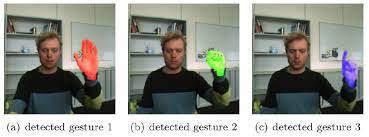 (a) detected gesture 1
(b) detected gesture 2
(c) detected gesture 3